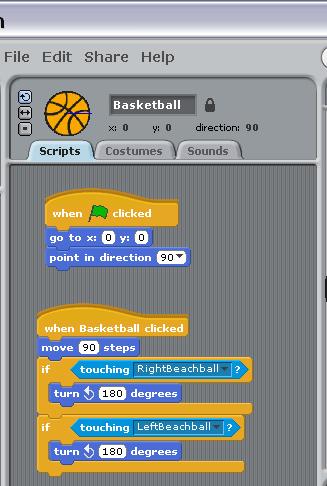 File Edit Share Help
Basketball
x: 0 y: 0 direction: 90
Scripts Costumes Sounds
when clicked
go to x: 0 y: 0
point in direction 90
when Basketball clicked
move 90 steps
if touching RightBeachball ?
turn 180 degrees
if touching LeftBeachball ?
turn 180 degrees